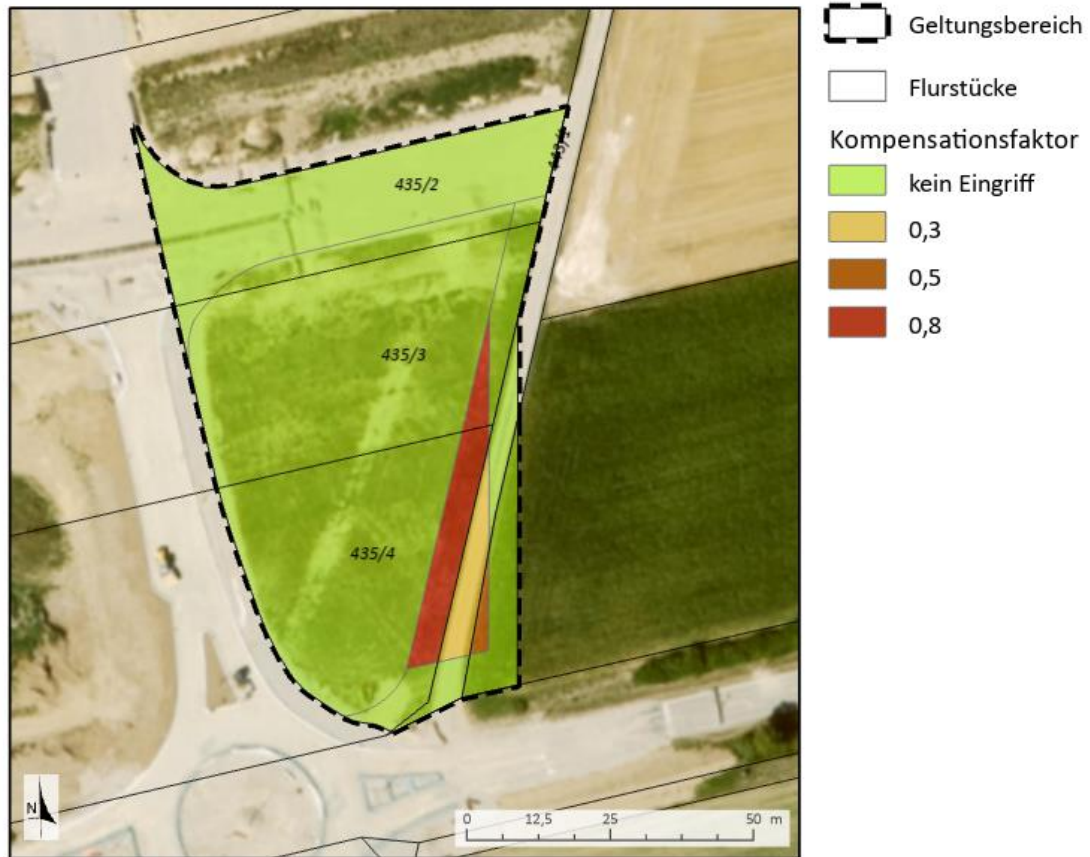 Geltungsbereich
Flurstücke
Kompensationsfaktor
kein Eingriff
0,3
0,5
0,8
435/2
435/3
435/4
N
0 12,5 25 50 m